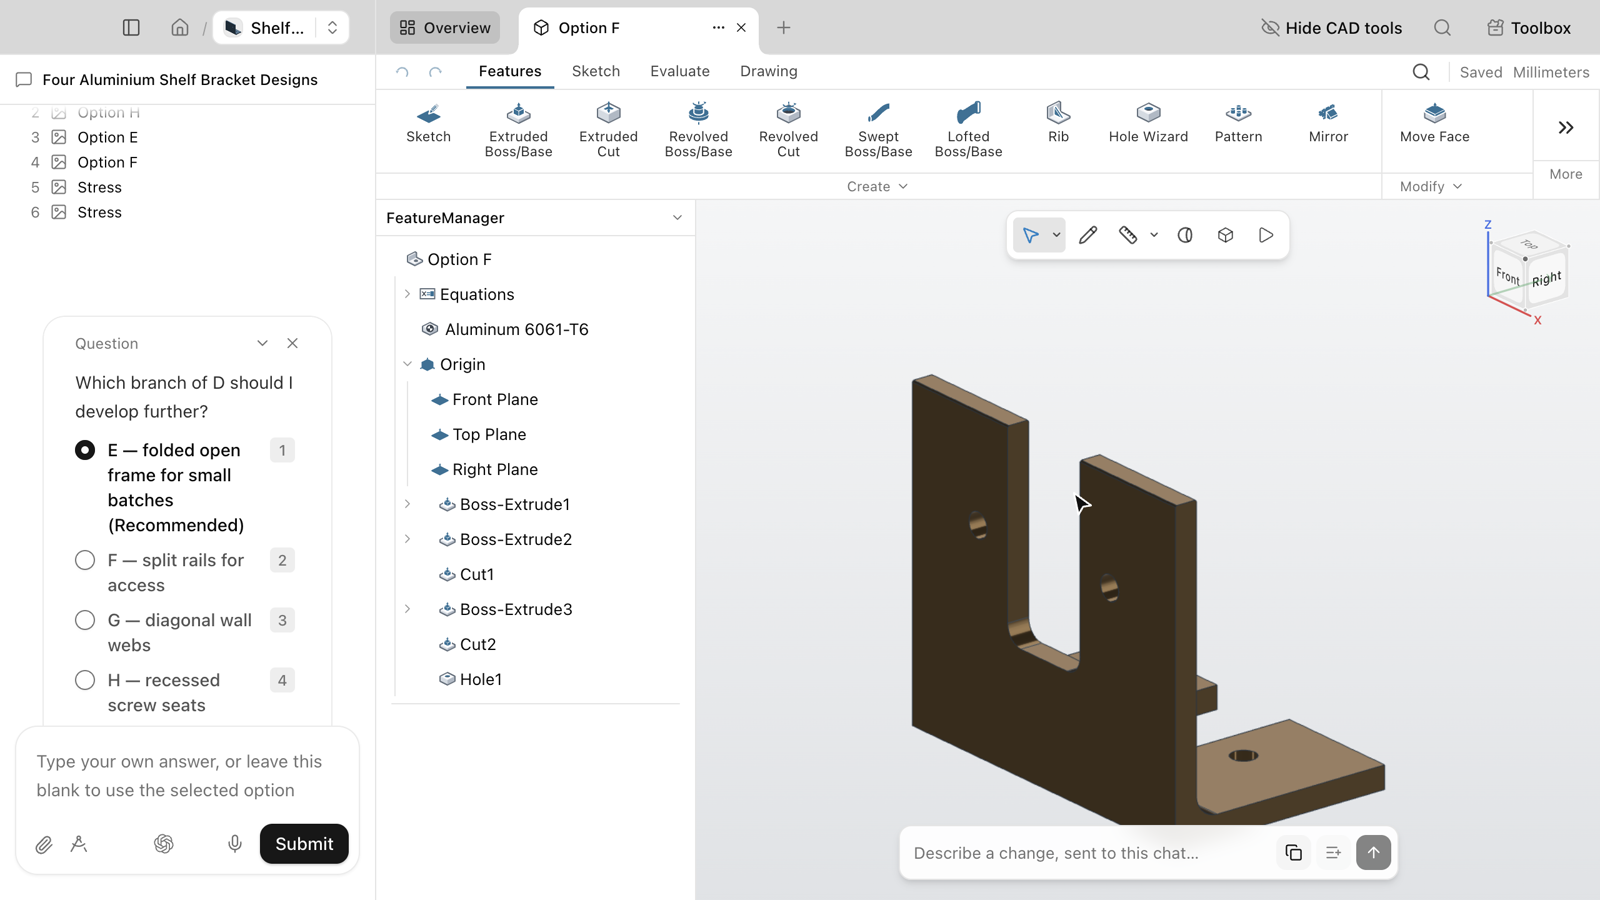 Shelf...
Overview
Option F
Hide CAD tools
Toolbox
Four Aluminium Shelf Bracket Designs
2 Option H
3 Option E
4 Option F
5 Stress
6 Stress
Question
Which branch of D should I
develop further?
E — folded open
frame for small
batches
(Recommended)
1
F — split rails for
access
2
G — diagonal wall
webs
3
H — recessed
screw seats
4
Type your own answer, or leave this
blank to use the selected option
Submit
Features
Sketch
Evaluate
Drawing
Saved
Millimeters
Sketch
Extruded
Boss/Base
Extruded
Cut
Revolved
Boss/Base
Revolved
Cut
Swept
Boss/Base
Lofted
Boss/Base
Rib
Hole Wizard
Pattern
Mirror
Move Face
Create
Modify
More
FeatureManager
Option F
Equations
Aluminum 6061-T6
Origin
Front Plane
Top Plane
Right Plane
Boss-Extrude1
Boss-Extrude2
Cut1
Boss-Extrude3
Cut2
Hole1
Z
Top
Front
Right
X
Describe a change, sent to this chat...